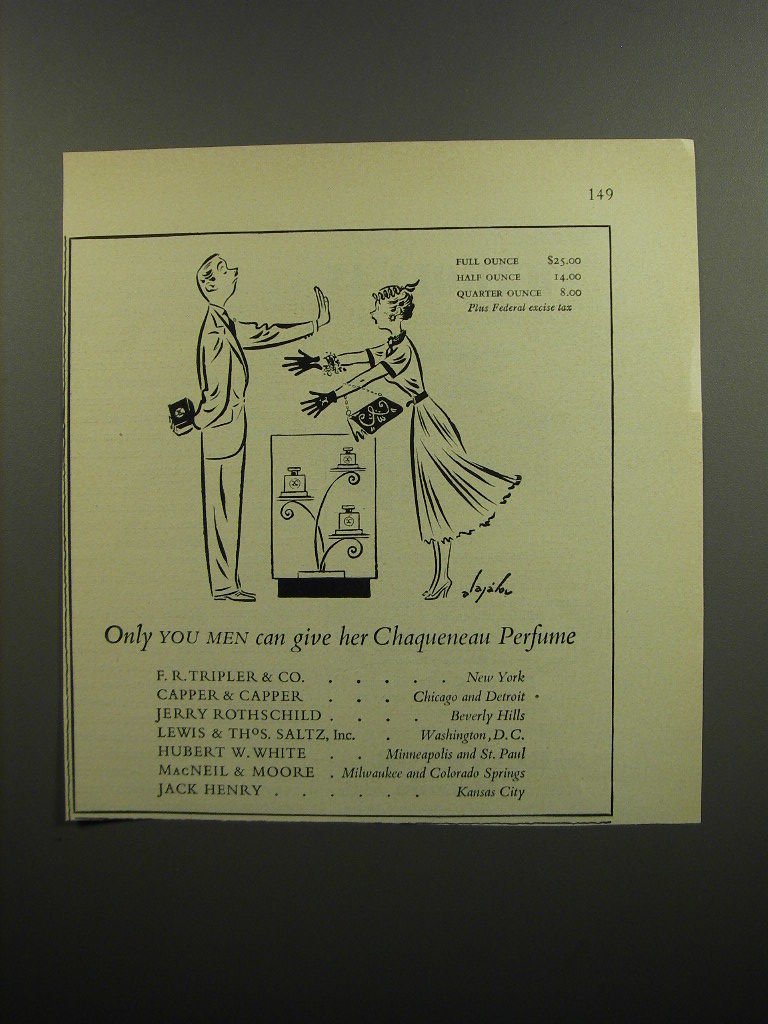 149
FULL OUNCE $25.00
HALF OUNCE 14.00
QUARTER OUNCE 8.00
Plus Federal excise tax
alajálov
Only YOU MEN can give her Chaqueneau Perfume
F. R. TRIPLER & CO. . . . . . New York
CAPPER & CAPPER . . . Chicago and Detroit
JERRY ROTHSCHILD . . . . Beverly Hills
LEWIS & THOS. SALTZ, Inc. . Washington, D. C.
HUBERT W. WHITE . . Minneapolis and St. Paul
MACNEIL & MOORE . Milwaukee and Colorado Springs
JACK HENRY . . . . . . Kansas City